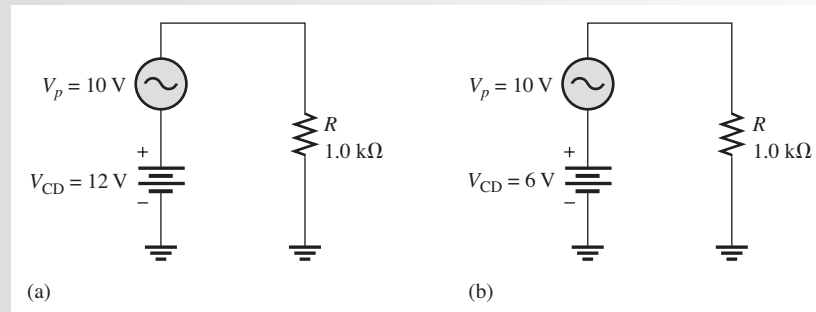 V_p = 10 V
+
V_CD = 12 V
−
R
1.0 kΩ
(a)
V_p = 10 V
+
V_CD = 6 V
−
R
1.0 kΩ
(b)